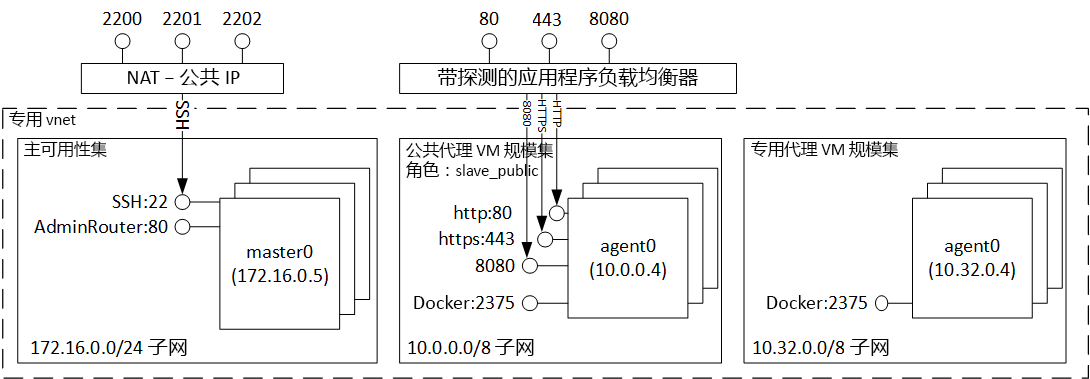 2200 2201 2202
80 443 8080
NAT – 公共 IP
带探测的应用程序负载均衡器
SSH
8080
HTTPS
HTTP
专用 vnet
主可用性集
SSH:22
AdminRouter:80
master0
(172.16.0.5)
172.16.0.0/24 子网
公共代理 VM 规模集
角色：slave_public
http:80
https:443
8080
Docker:2375
agent0
(10.0.0.4)
10.0.0.0/8 子网
专用代理 VM 规模集
agent0
(10.32.0.4)
Docker:2375
10.32.0.0/8 子网